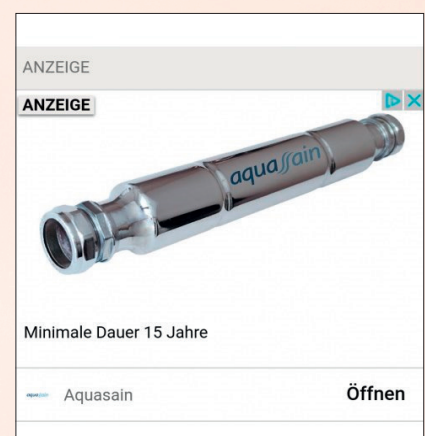 ANZEIGE
ANZEIGE
aquasain
Minimale Dauer 15 Jahre
aquasain
Aquasain
Öffnen